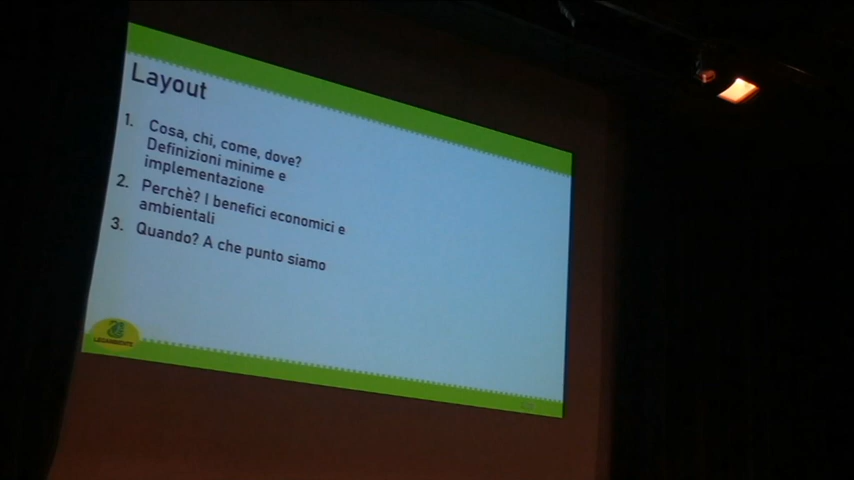 Layout
1. Cosa, chi, come, dove?
Definizioni minime e
implementazione
2. Perchè? I benefici economici e
ambientali
3. Quando? A che punto siamo
LEGAMBIENTE